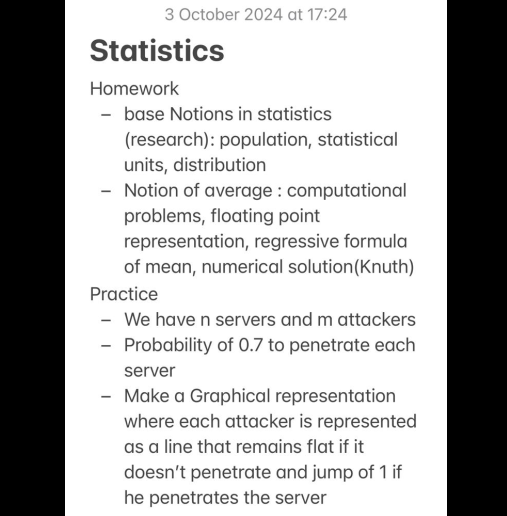 3 October 2024 at 17:24
Statistics
Homework
– base Notions in statistics
(research): population, statistical
units, distribution
– Notion of average : computational
problems, floating point
representation, regressive formula
of mean, numerical solution(Knuth)
Practice
– We have n servers and m attackers
– Probability of 0.7 to penetrate each
server
– Make a Graphical representation
where each attacker is represented
as a line that remains flat if it
doesn't penetrate and jump of 1 if
he penetrates the server